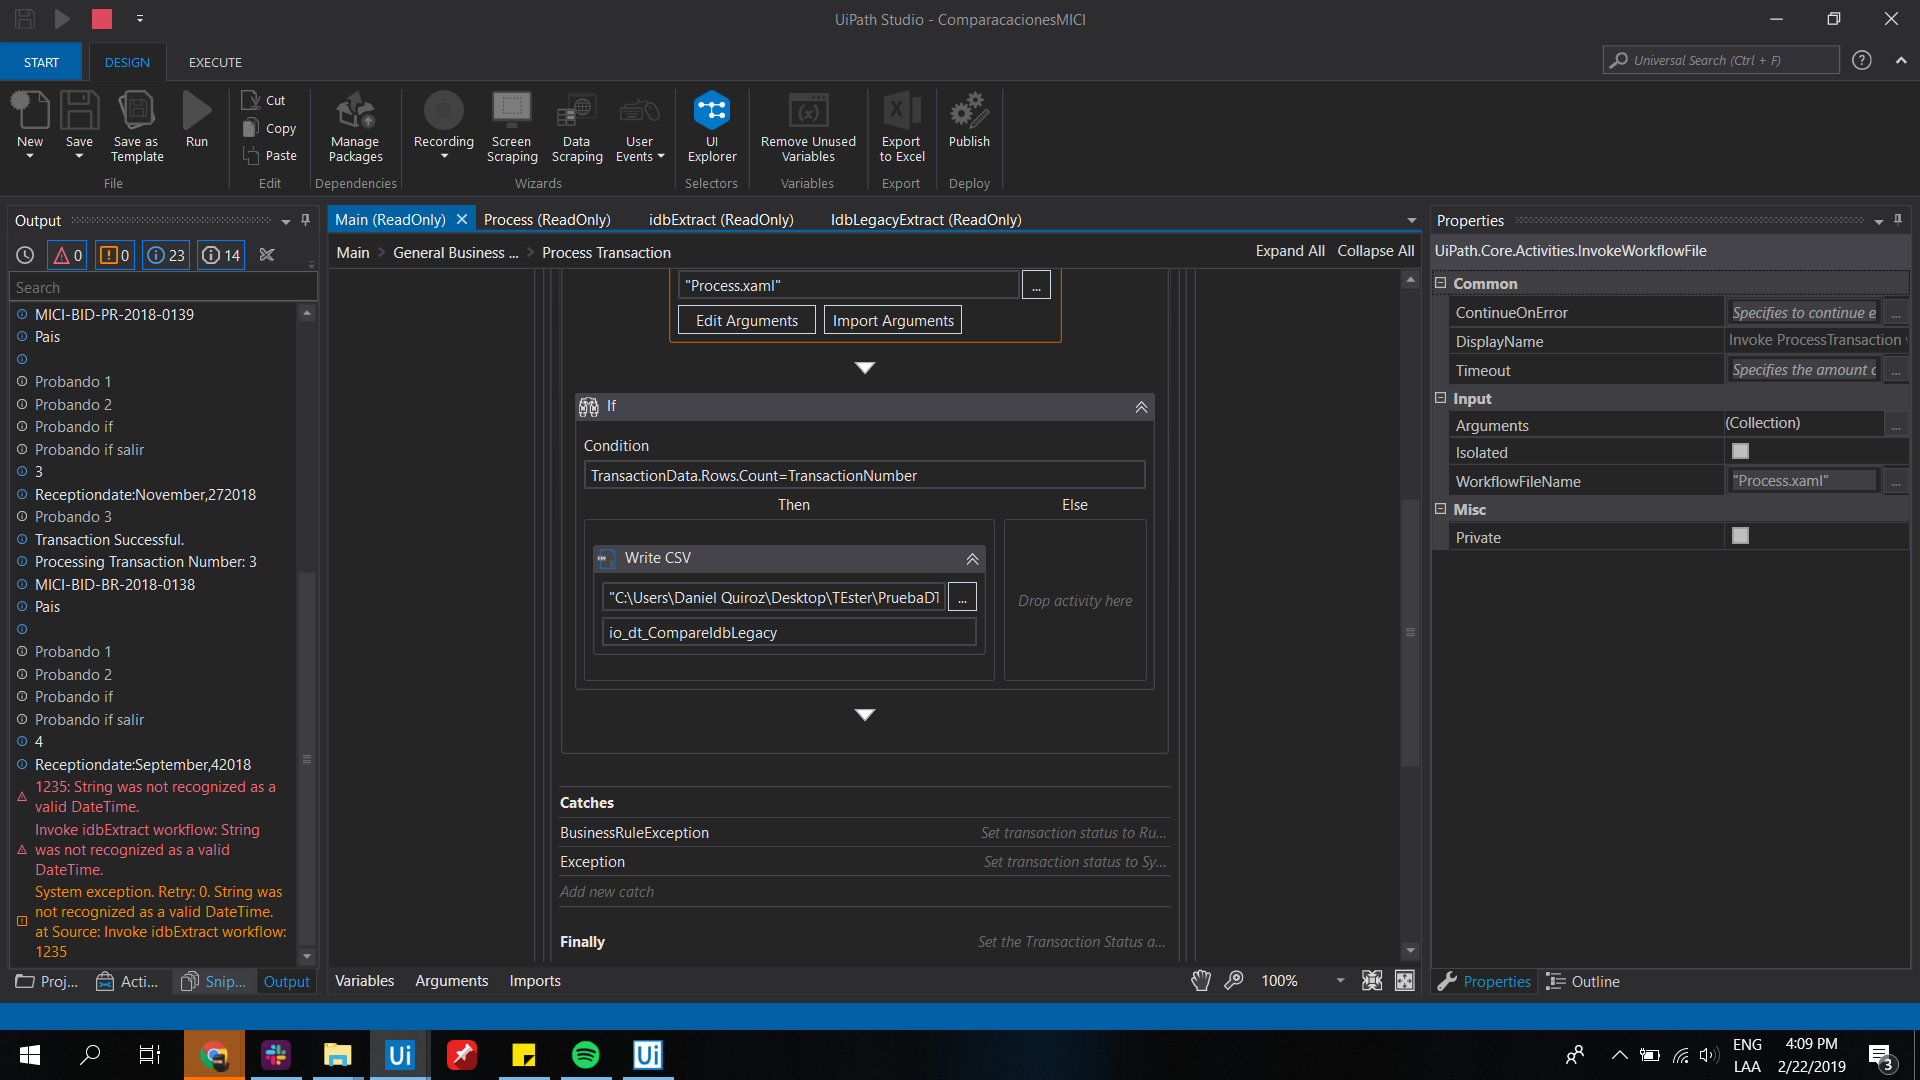 UiPath Studio - ComparacacionesMICI
START
DESIGN
EXECUTE
Universal Search (Ctrl + F)
New
Save
Save as Template
Run
Cut
Copy
Paste
Manage Packages
Recording
Screen Scraping
Data Scraping
User Events
UI Explorer
Remove Unused Variables
Export to Excel
Publish
File
Edit
Dependencies
Wizards
Selectors
Variables
Export
Deploy
Output
0
0
23
14
Search
MICI-BID-PR-2018-0139
Pais
Probando 1
Probando 2
Probando if
Probando if salir
3
Receptiondate:November,272018
Probando 3
Transaction Successful.
Processing Transaction Number: 3
MICI-BID-BR-2018-0138
Pais
Probando 1
Probando 2
Probando if
Probando if salir
4
Receptiondate:September,42018
1235: String was not recognized as a
valid DateTime.
Invoke idbExtract workflow: String
was not recognized as a valid
DateTime.
System exception. Retry: 0. String was
not recognized as a valid DateTime.
at Source: Invoke idbExtract workflow:
1235
Proj...
Acti...
Snip...
Output
Main (ReadOnly)
Process (ReadOnly)
idbExtract (ReadOnly)
IdbLegacyExtract (ReadOnly)
Main > General Business ... > Process Transaction
Expand All
Collapse All
"Process.xaml"
...
Edit Arguments
Import Arguments
If
Condition
TransactionData.Rows.Count=TransactionNumber
Then
Else
Write CSV
"C:\Users\Daniel Quiroz\Desktop\TEster\PruebaDT
...
io_dt_CompareIdbLegacy
Drop activity here
Catches
BusinessRuleException
Set transaction status to Ru...
Exception
Set transaction status to Sy...
Add new catch
Finally
Set the Transaction Status a...
Variables
Arguments
Imports
100%
Properties
UiPath.Core.Activities.InvokeWorkflowFile
Common
ContinueOnError
Specifies to continue e
...
DisplayName
Invoke ProcessTransaction
Timeout
Specifies the amount o
...
Input
Arguments
(Collection)
...
Isolated
WorkflowFileName
"Process.xaml"
...
Misc
Private
Properties
Outline
Ui
Ui
ENG
LAA
4:09 PM
2/22/2019
3